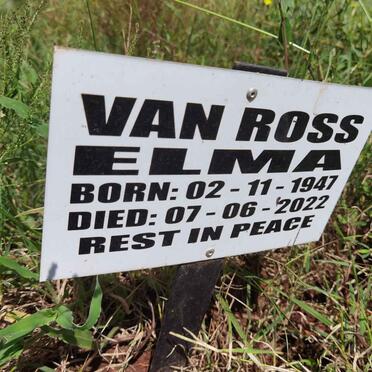 VAN ROSS
ELMA
BORN: 02 - 11 - 1947
DIED: 07 - 06 - 2022
REST IN PEACE